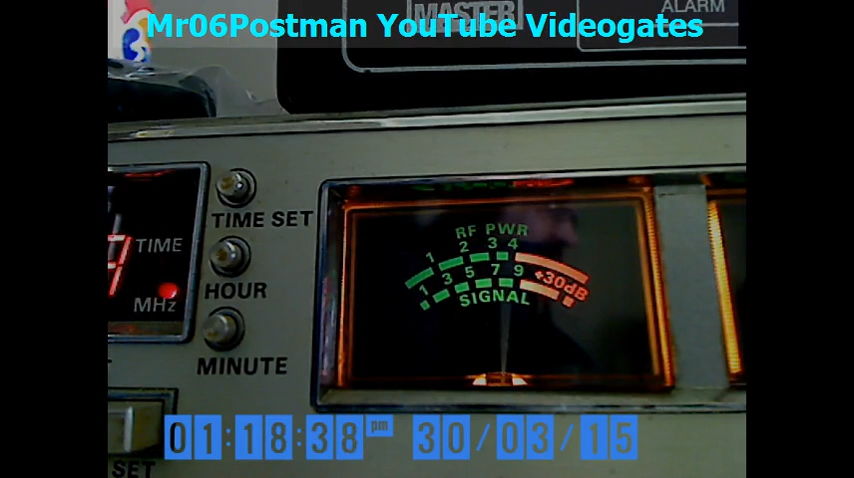 Mr06Postman YouTube Videogates
MASTER
ALARM
TIME SET
TIME
HOUR
MHz
MINUTE
SET
RF PWR
1 2 3 4
1 3 5 7 9 +30dB
SIGNAL
01:18:38 pm 30/03/15